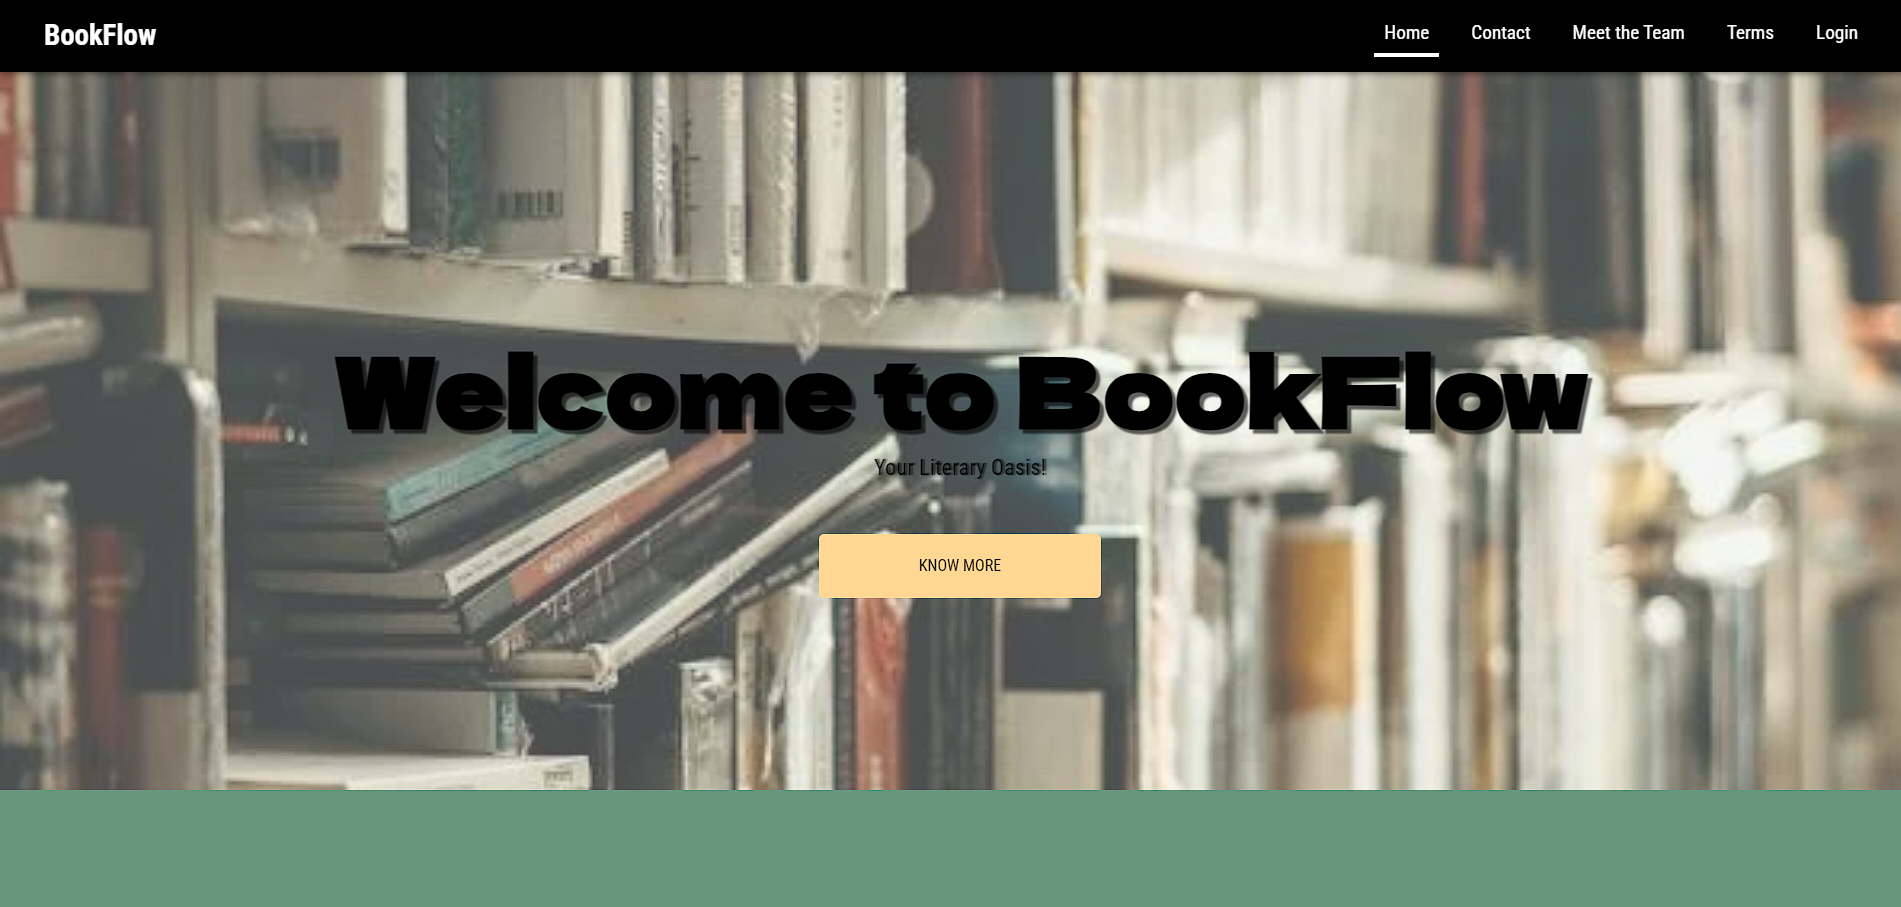 BookFlow
Home Contact Meet the Team Terms Login
Welcome to BookFlow
Your Literary Oasis!
KNOW MORE